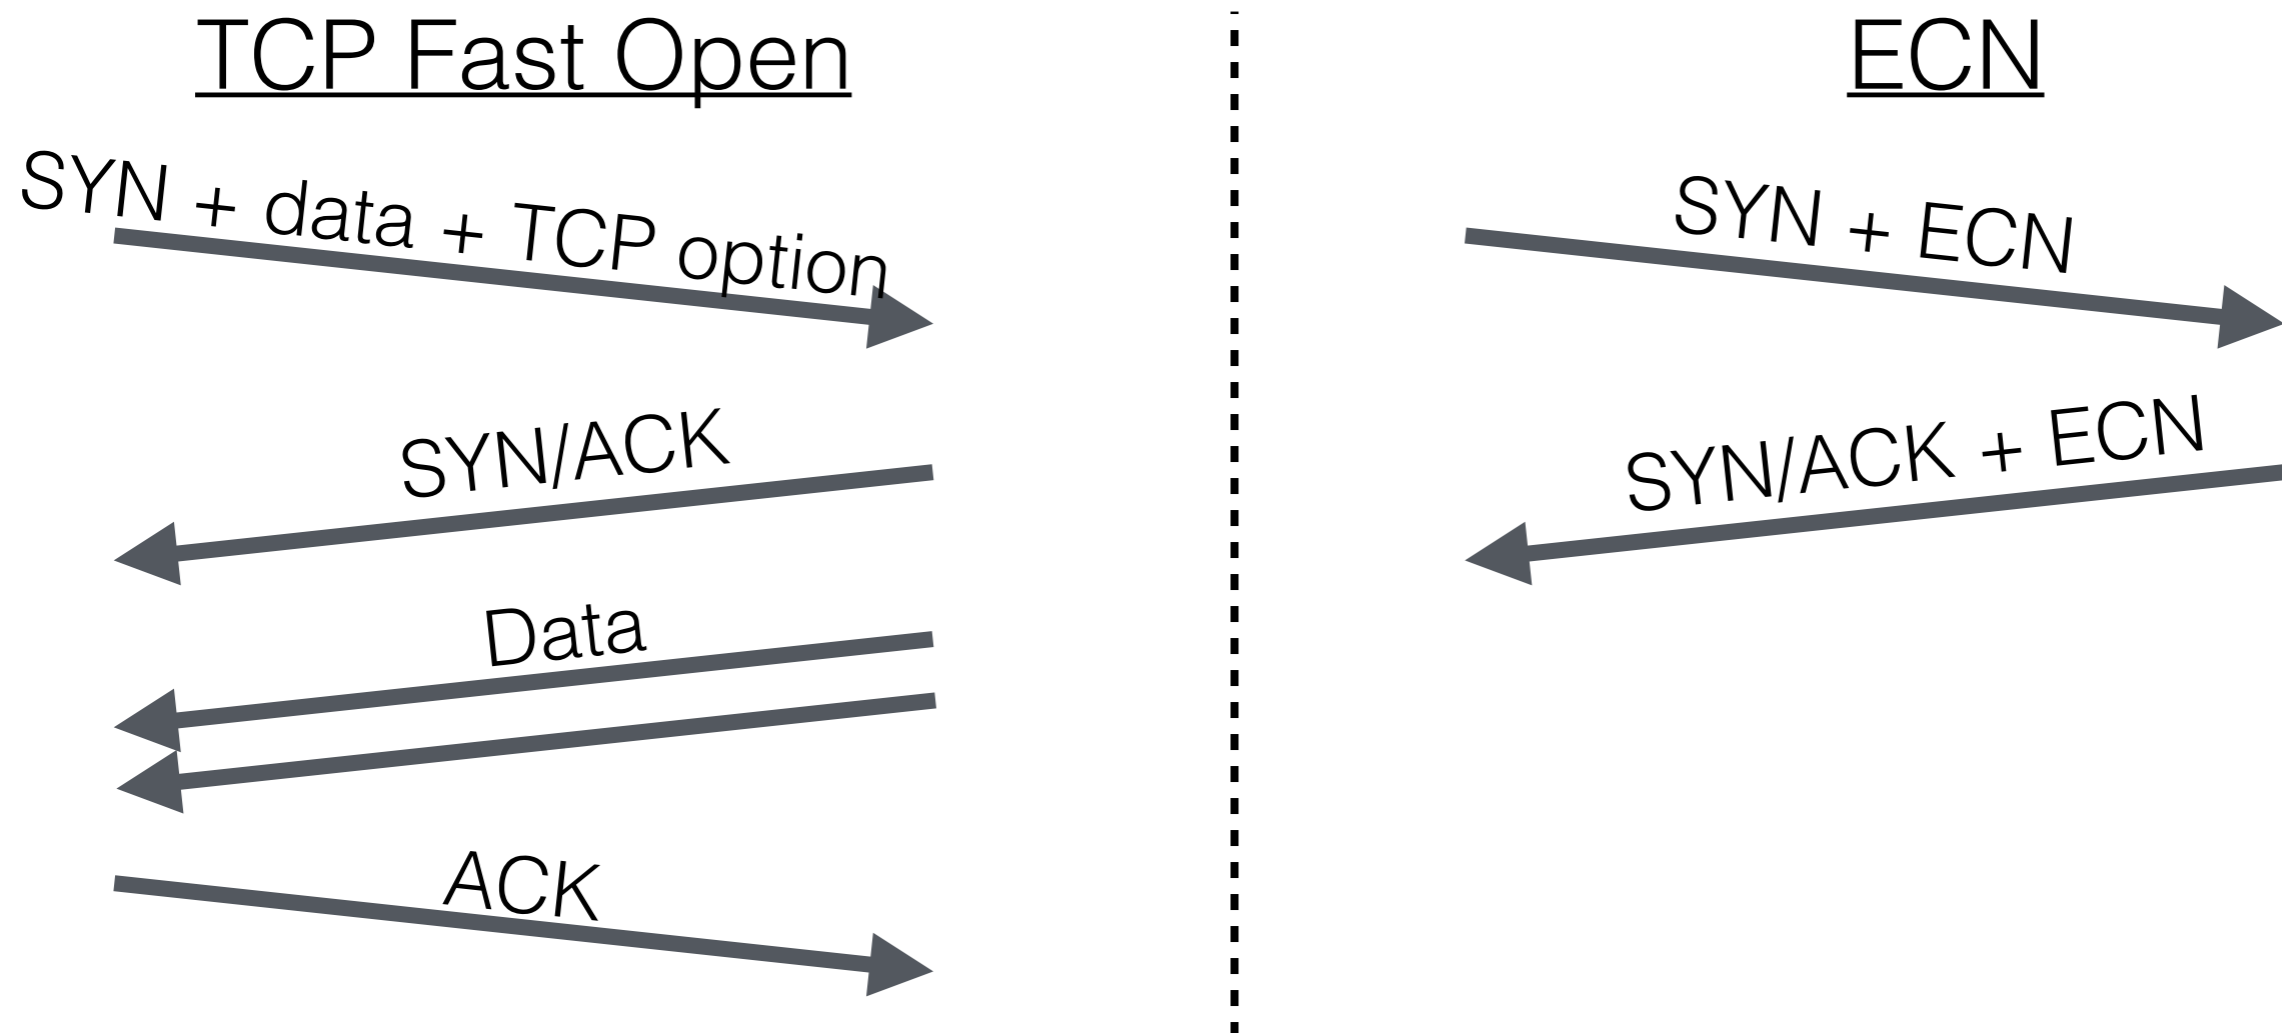 TCP Fast Open
SYN + data + TCP option
SYN/ACK
Data
ACK
ECN
SYN + ECN
SYN/ACK + ECN